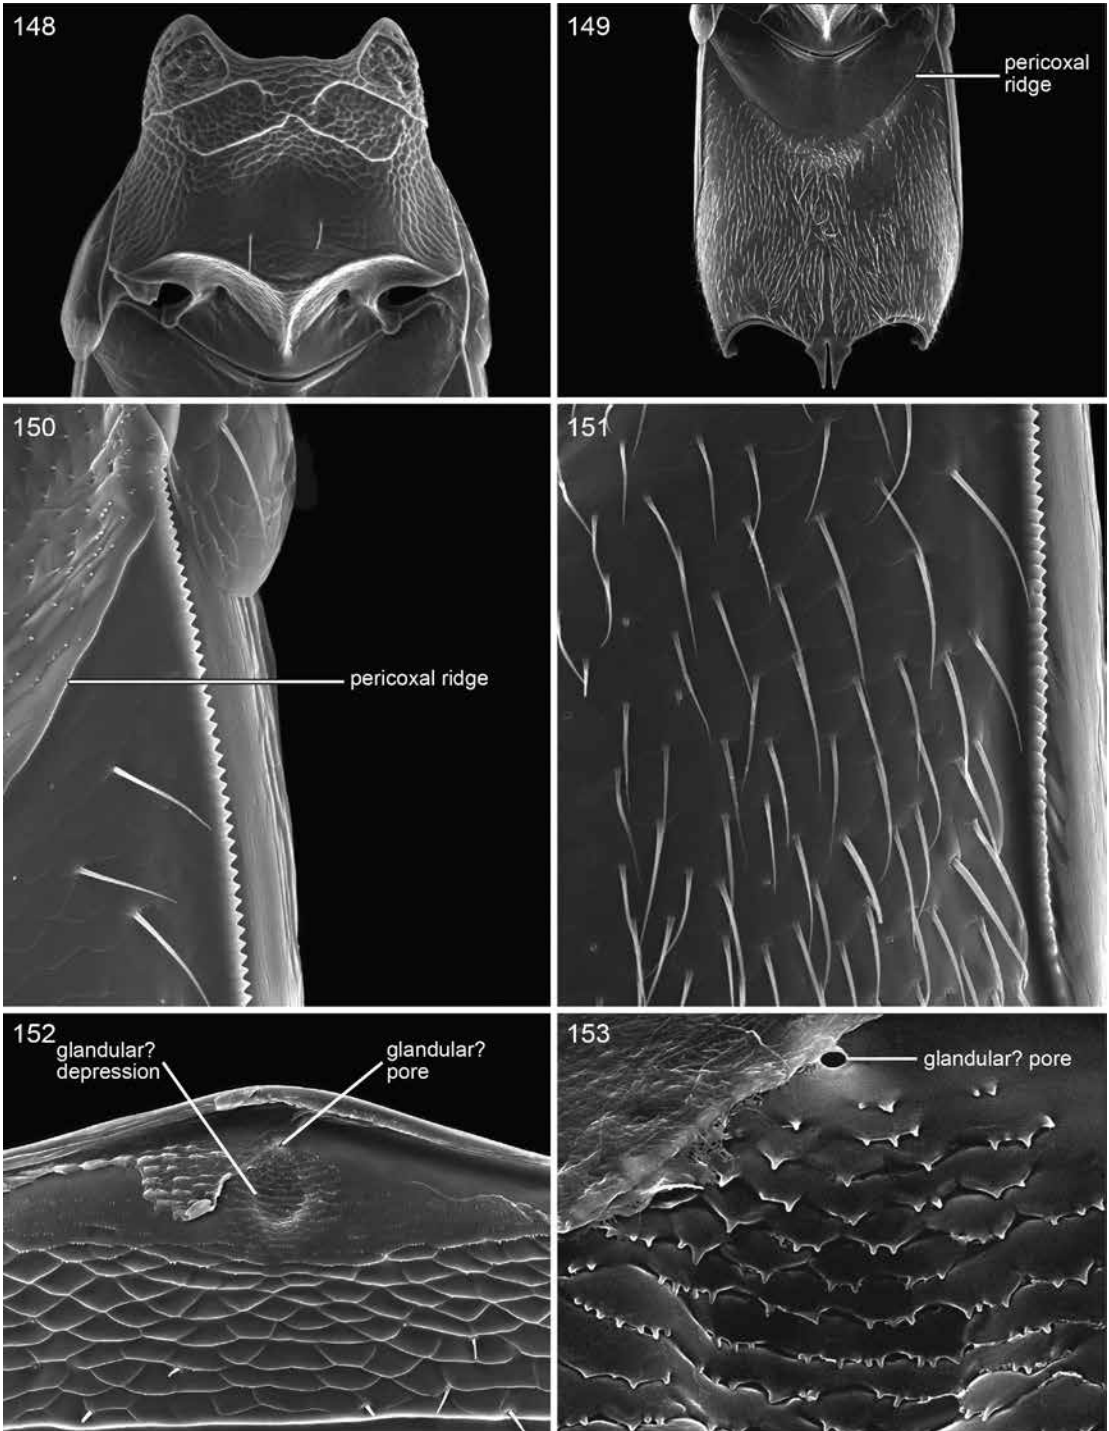 148
149
pericoxal
ridge
150
pericoxal ridge
151
152
glandular?
depression
glandular?
pore
153
glandular? pore